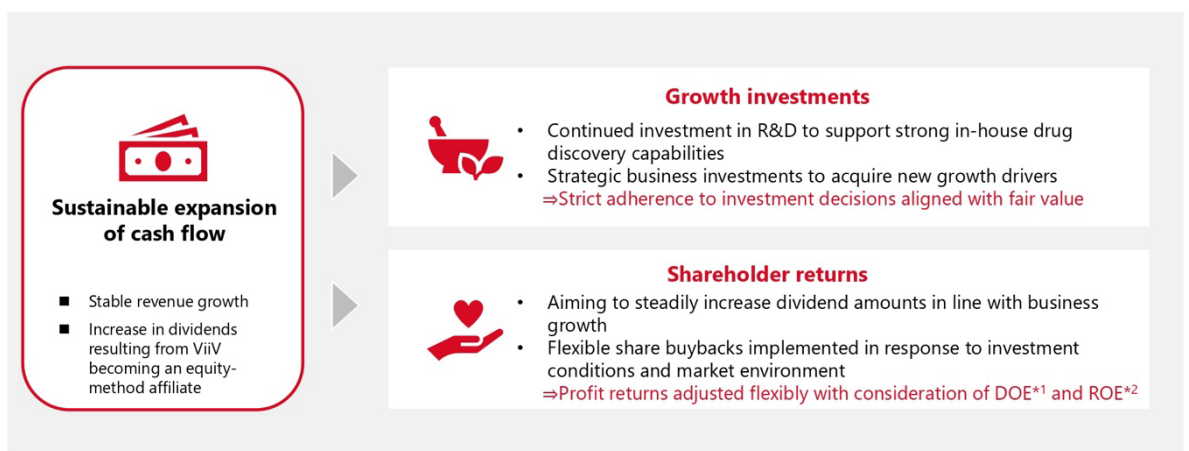 Sustainable expansion
of cash flow
■ Stable revenue growth
■ Increase in dividends
resulting from ViiV
becoming an equity-
method affiliate
Growth investments
• Continued investment in R&D to support strong in-house drug
discovery capabilities
• Strategic business investments to acquire new growth drivers
⇒Strict adherence to investment decisions aligned with fair value
Shareholder returns
• Aiming to steadily increase dividend amounts in line with business
growth
• Flexible share buybacks implemented in response to investment
conditions and market environment
⇒Profit returns adjusted flexibly with consideration of DOE*1 and ROE*2